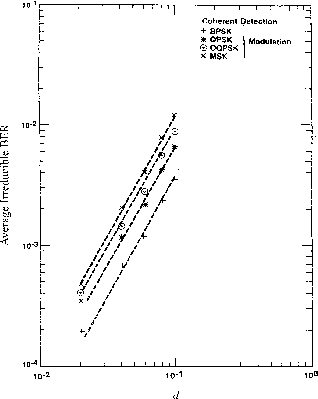 10-1
Coherent Detection
+ BPSK
✱ QPSK
⊙ OQPSK
× MSK
Modulation
10-2
Average Irreducible BER
10-3
10-4
10-2 10-1 100
d